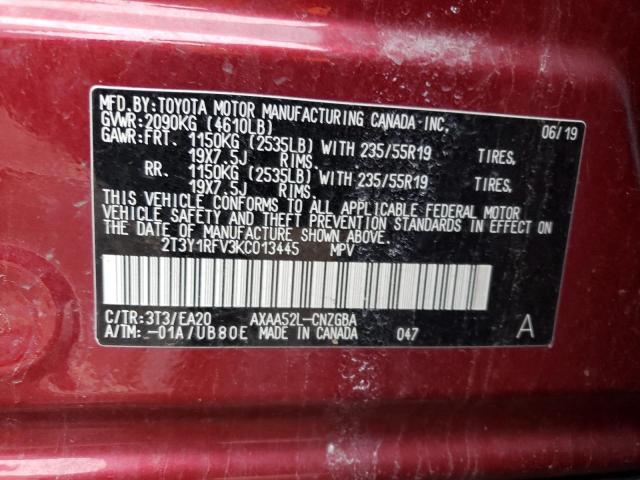 MFD.BY:TOYOTA MOTOR MANUFACTURING CANADA INC. 06/19
GVWR:2090KG (4610LB)
GAWR:FRT. 1150KG (2535LB) WITH 235/55R19 TIRES,
19X7.5J RIMS.
RR. 1150KG (2535LB) WITH 235/55R19 TIRES,
19X7.5J RIMS.
THIS VEHICLE CONFORMS TO ALL APPLICABLE FEDERAL MOTOR
VEHICLE SAFETY AND THEFT PREVENTION STANDARDS IN EFFECT ON
THE DATE OF MANUFACTURE SHOWN ABOVE.
2T3Y1RFV3KC013445 MPV
C/TR:3T3/EA20 AXAA52L-CNZGBA
A/TM:-01A/UB80E MADE IN CANADA 047 A